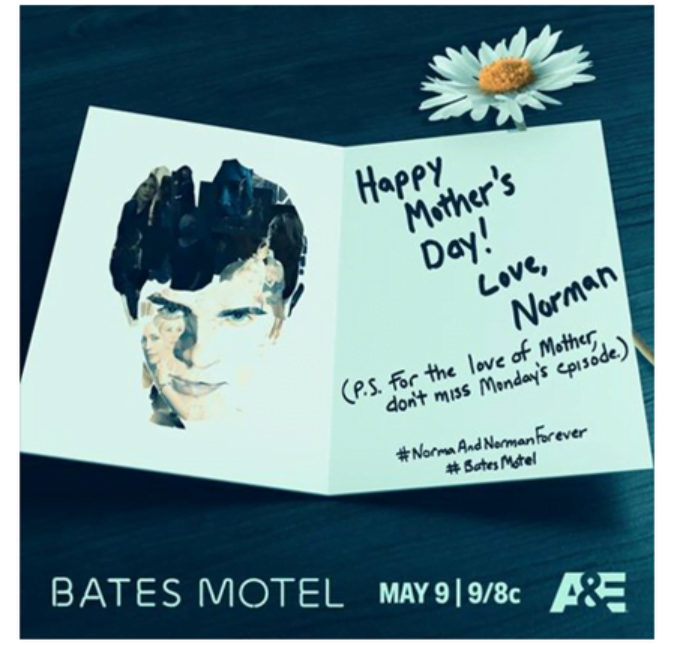 Happy
Mother's
Day!
Love,
Norman
(P.S. For the love of Mother,
don't miss Monday's episode.)
#NormaAndNormanForever
#BatesMotel
BATES MOTEL MAY 9 | 9/8c A&E